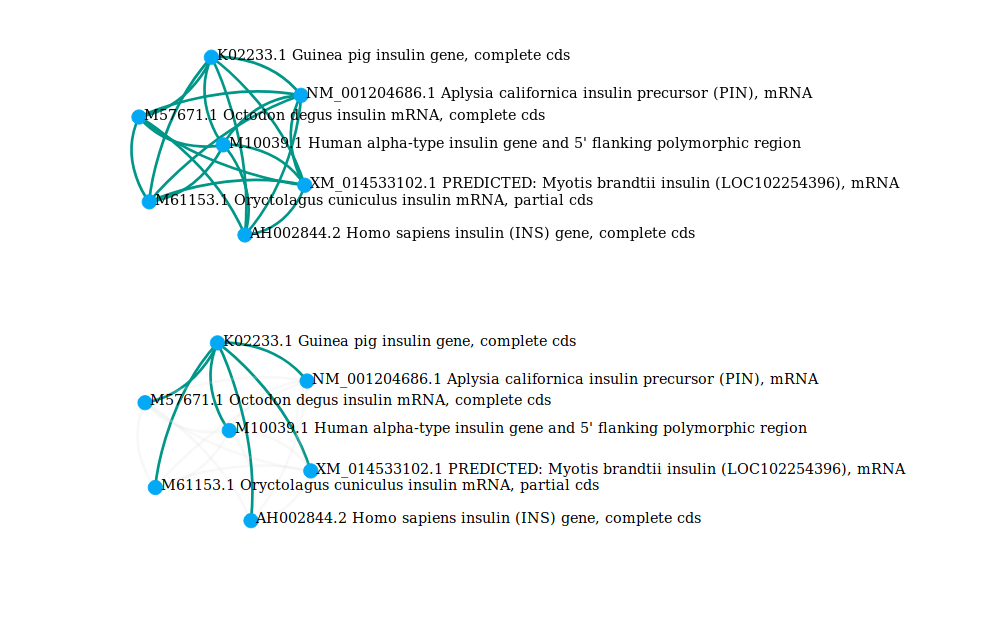 K02233.1 Guinea pig insulin gene, complete cds
NM_001204686.1 Aplysia californica insulin precursor (PIN), mRNA
M57671.1 Octodon degus insulin mRNA, complete cds
M10039.1 Human alpha-type insulin gene and 5' flanking polymorphic region
XM_014533102.1 PREDICTED: Myotis brandtii insulin (LOC102254396), mRNA
M61153.1 Oryctolagus cuniculus insulin mRNA, partial cds
AH002844.2 Homo sapiens insulin (INS) gene, complete cds
K02233.1 Guinea pig insulin gene, complete cds
NM_001204686.1 Aplysia californica insulin precursor (PIN), mRNA
M57671.1 Octodon degus insulin mRNA, complete cds
M10039.1 Human alpha-type insulin gene and 5' flanking polymorphic region
XM_014533102.1 PREDICTED: Myotis brandtii insulin (LOC102254396), mRNA
M61153.1 Oryctolagus cuniculus insulin mRNA, partial cds
AH002844.2 Homo sapiens insulin (INS) gene, complete cds